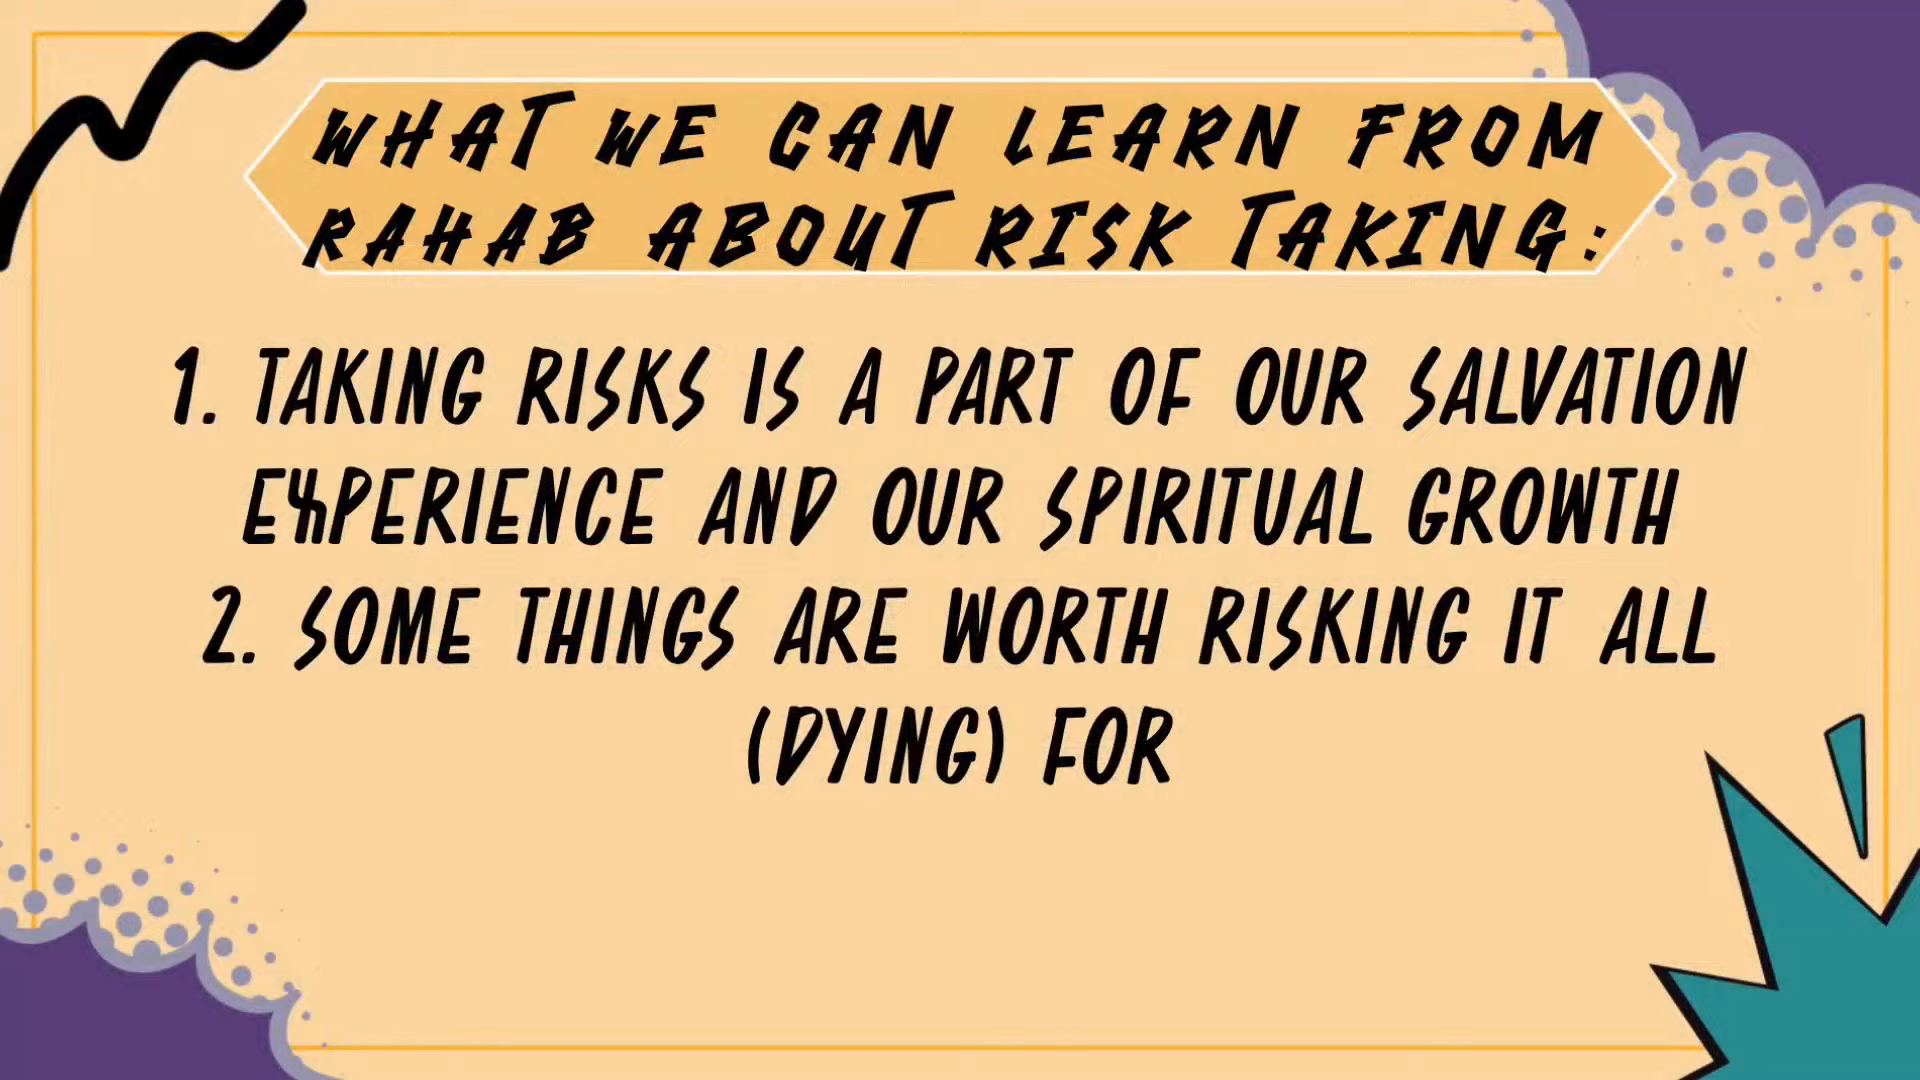 WHAT WE CAN LEARN FROM
RAHAB ABOUT RISK TAKING:
1. TAKING RISKS IS A PART OF OUR SALVATION
EXPERIENCE AND OUR SPIRITUAL GROWTH
2. SOME THINGS ARE WORTH RISKING IT ALL
(DYING) FOR